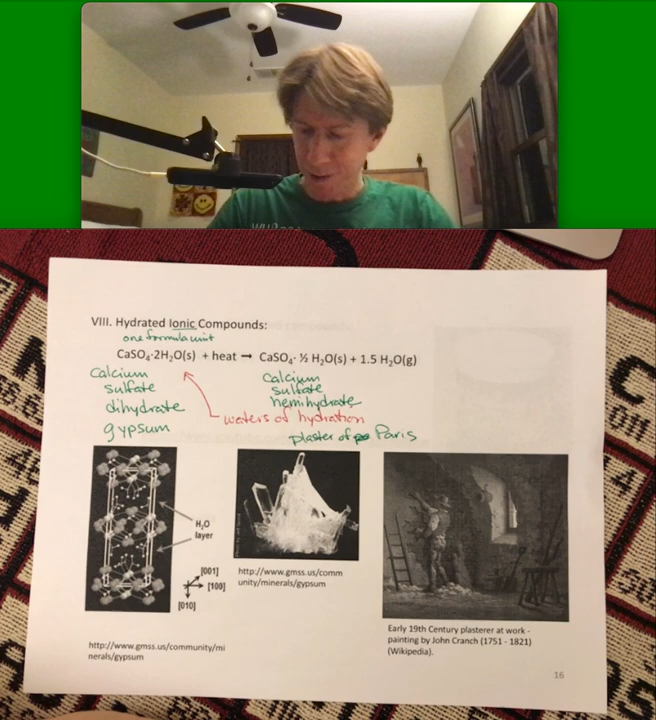 VIII. Hydrated Ionic Compounds:
one formula unit
CaSO₄·2H₂O(s) + heat → CaSO₄· ½ H₂O(s) + 1.5 H₂O(g)
calcium
sulfate
dihydrate
gypsum
calcium
sulfate
hemihydrate
waters of hydration
plaster of Paris
H₂O
layer
[001]
[100]
[010]
http://www.gmss.us/community/mi
nerals/gypsum
http://www.gmss.us/comm
unity/minerals/gypsum
Early 19th Century plasterer at work -
painting by John Cranch (1751 - 1821)
(Wikipedia).
16